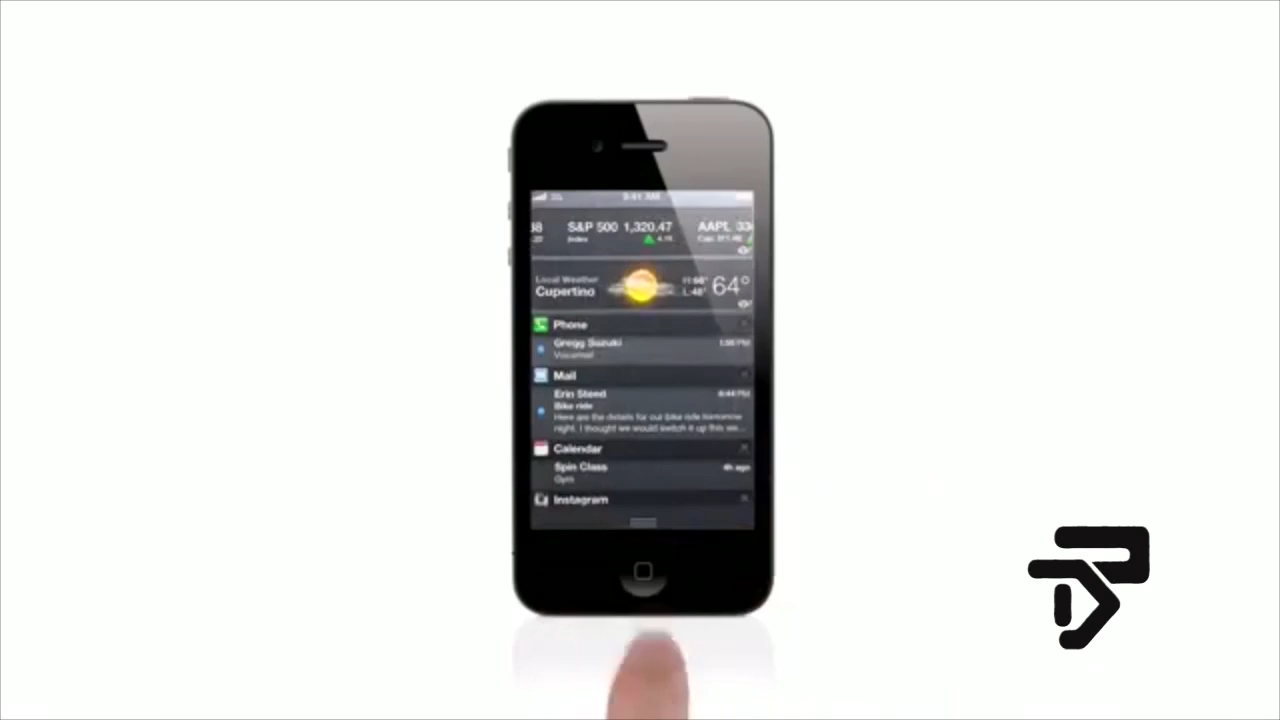 S&P 500 1,320.47 AAPL
Index
Local Weather
Cupertino
64°
Phone
Gregg Suzuki
Voicemail
Mail
Erin Steed
Bike ride
Here are the details for our bike ride tomorrow
night. I thought we would switch it up this we...
Calendar
Spin Class 4h ago
Gym
Instagram